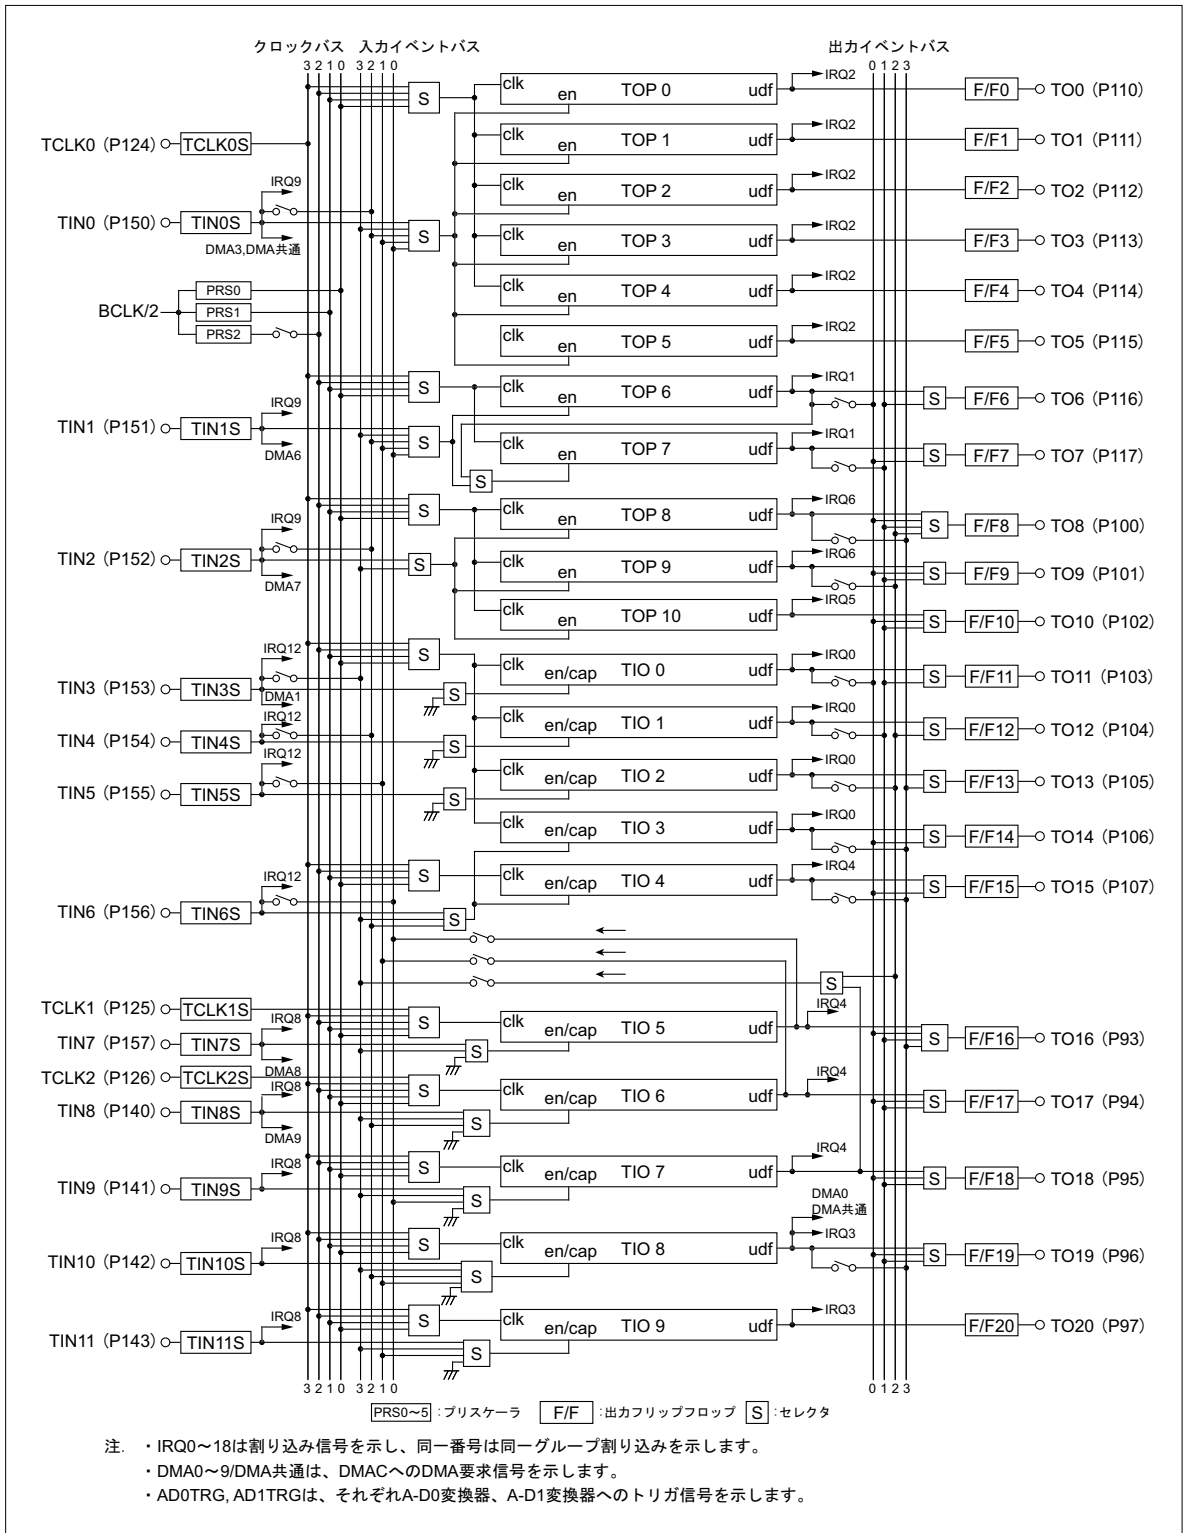 クロックバス 入力イベントバス 出力イベントバス
3 2 1 0 3 2 1 0 0 1 2 3
clk en TOP 0 udf IRQ2 F/F0 TO0 (P110)
S
TCLK0 (P124) TCLK0S
clk en TOP 1 udf IRQ2 F/F1 TO1 (P111)
IRQ9
clk en TOP 2 udf IRQ2 F/F2 TO2 (P112)
TIN0 (P150) TIN0S S
DMA3,DMA共通
clk en TOP 3 udf IRQ2 F/F3 TO3 (P113)
BCLK/2 PRS0 PRS1 PRS2
clk en TOP 4 udf IRQ2 F/F4 TO4 (P114)
clk en TOP 5 udf IRQ2 F/F5 TO5 (P115)
S clk en TOP 6 udf IRQ1 S F/F6 TO6 (P116)
IRQ9
TIN1 (P151) TIN1S S
DMA6
clk en TOP 7 udf IRQ1 S F/F7 TO7 (P117)
S
S clk en TOP 8 udf IRQ6 S F/F8 TO8 (P100)
IRQ9
TIN2 (P152) TIN2S S
DMA7
clk en TOP 9 udf IRQ6 S F/F9 TO9 (P101)
clk en TOP 10 udf IRQ5 S F/F10 TO10 (P102)
S clk en/cap TIO 0 udf IRQ0 S F/F11 TO11 (P103)
IRQ12
TIN3 (P153) TIN3S S
DMA1
IRQ12
clk en/cap TIO 1 udf IRQ0 S F/F12 TO12 (P104)
TIN4 (P154) TIN4S S
IRQ12
clk en/cap TIO 2 udf IRQ0 S F/F13 TO13 (P105)
TIN5 (P155) TIN5S S
clk en/cap TIO 3 udf IRQ0 S F/F14 TO14 (P106)
S clk en/cap TIO 4 udf IRQ4 S F/F15 TO15 (P107)
IRQ12
TIN6 (P156) TIN6S S
S
TCLK1 (P125) TCLK1S S clk en/cap TIO 5 udf IRQ4 S F/F16 TO16 (P93)
IRQ8
TIN7 (P157) TIN7S S
DMA8
TCLK2 (P126) TCLK2S S clk en/cap TIO 6 udf IRQ4 S F/F17 TO17 (P94)
IRQ8
TIN8 (P140) TIN8S S
DMA9
S clk en/cap TIO 7 udf IRQ4 S F/F18 TO18 (P95)
IRQ8
TIN9 (P141) TIN9S S
DMA0
DMA共通
S clk en/cap TIO 8 udf IRQ3 S F/F19 TO19 (P96)
IRQ8
TIN10 (P142) TIN10S S
S clk en/cap TIO 9 udf IRQ3 F/F20 TO20 (P97)
IRQ8
TIN11 (P143) TIN11S S
3 2 1 0 3 2 1 0 0 1 2 3
PRS0～5 :プリスケーラ F/F :出力フリップフロップ S :セレクタ
注. ・IRQ0～18は割り込み信号を示し、同一番号は同一グループ割り込みを示します。
・DMA0～9/DMA共通は、DMACへのDMA要求信号を示します。
・AD0TRG, AD1TRGは、それぞれA-D0変換器、A-D1変換器へのトリガ信号を示します。